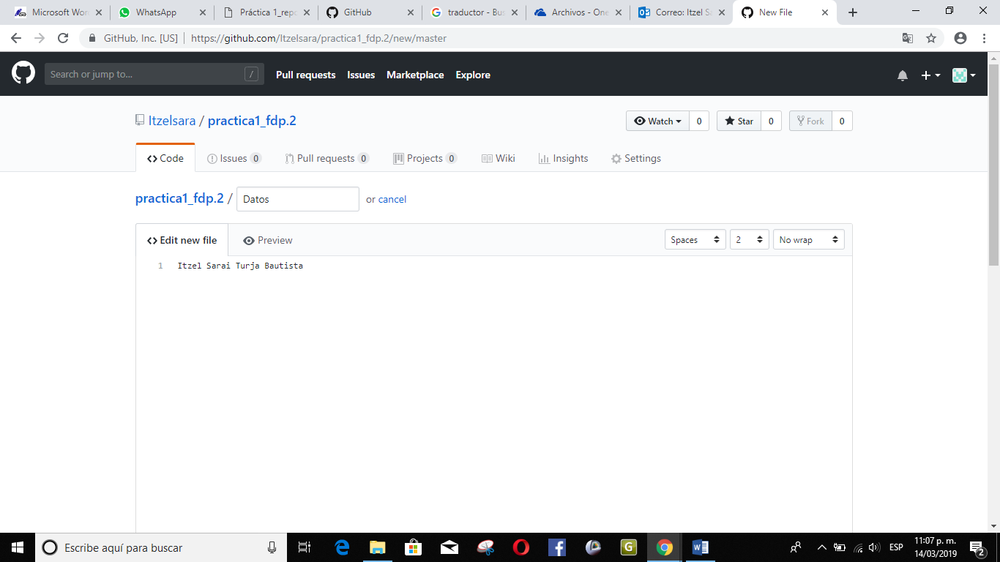 Microsoft Wor
WhatsApp
Práctica 1_repo
GitHub
traductor - Bus
Archivos - One
Correo: Itzel Sa
New File
GitHub, Inc. [US]
https://github.com/Itzelsara/practica1_fdp.2/new/master
Search or jump to... /
Pull requests Issues Marketplace Explore
Itzelsara / practica1_fdp.2
Watch 0 Star 0 Fork 0
Code Issues 0 Pull requests 0 Projects 0 Wiki Insights Settings
practica1_fdp.2 / Datos or cancel
Edit new file Preview Spaces 2 No wrap
1 Itzel Sarai Turja Bautista
Escribe aquí para buscar
ESP
11:07 p. m.
14/03/2019
2